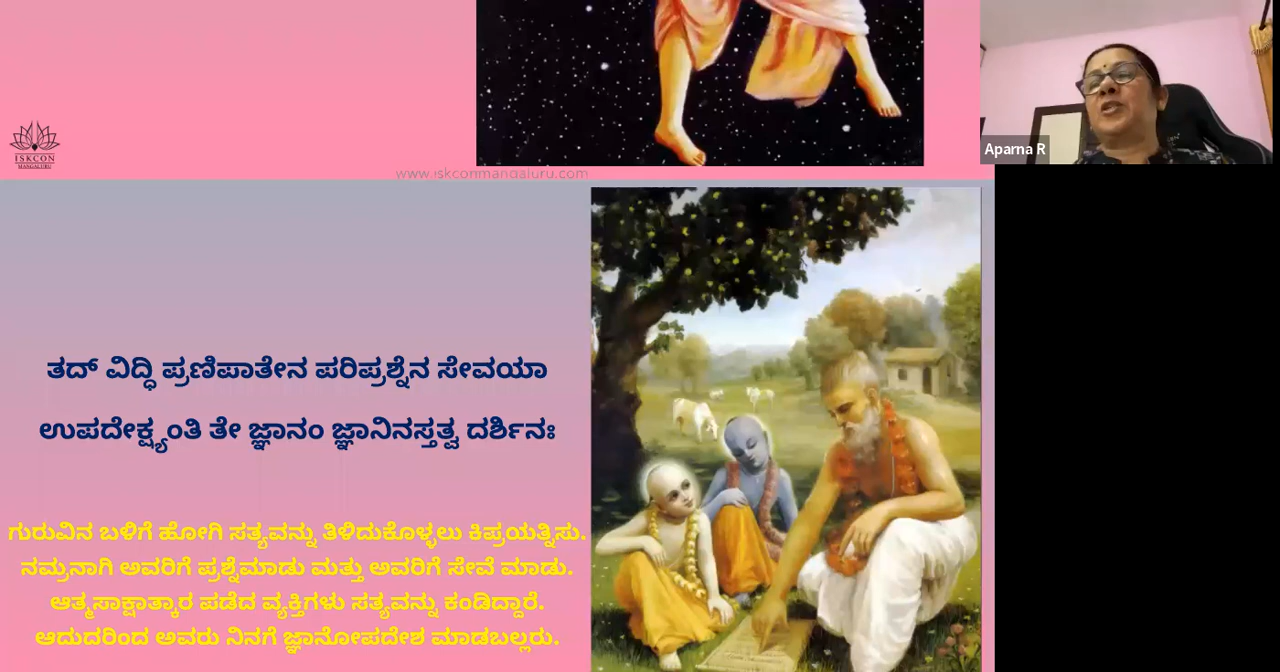 Aparna R
ISKCON
MANGALURU
www.iskconmangaluru.com
ತದ್ ವಿದ್ಧಿ ಪ್ರಣಿಪಾತೇನ ಪರಿಪ್ರಶ್ನೆನ ಸೇವಯಾ
ಉಪದೇಕ್ಷ್ಯಂತಿ ತೇ ಜ್ಞಾನಂ ಜ್ಞಾನಿನಸ್ತತ್ವ ದರ್ಶಿನಃ
ಗುರುವಿನ ಬಳಿಗೆ ಹೋಗಿ ಸತ್ಯವನ್ನು ತಿಳಿದುಕೊಳ್ಳಲು ಕಿಪ್ರಯತ್ನಿಸು.
ನಮ್ರನಾಗಿ ಅವರಿಗೆ ಪ್ರಶ್ನೆಮಾಡು ಮತ್ತು ಅವರಿಗೆ ಸೇವೆ ಮಾಡು.
ಆತ್ಮಸಾಕ್ಷಾತ್ಕಾರ ಪಡೆದ ವ್ಯಕ್ತಿಗಳು ಸತ್ಯವನ್ನು ಕಂಡಿದ್ದಾರೆ.
ಆದುದರಿಂದ ಅವರು ನಿನಗೆ ಜ್ಞಾನೋಪದೇಶ ಮಾಡಬಲ್ಲರು.